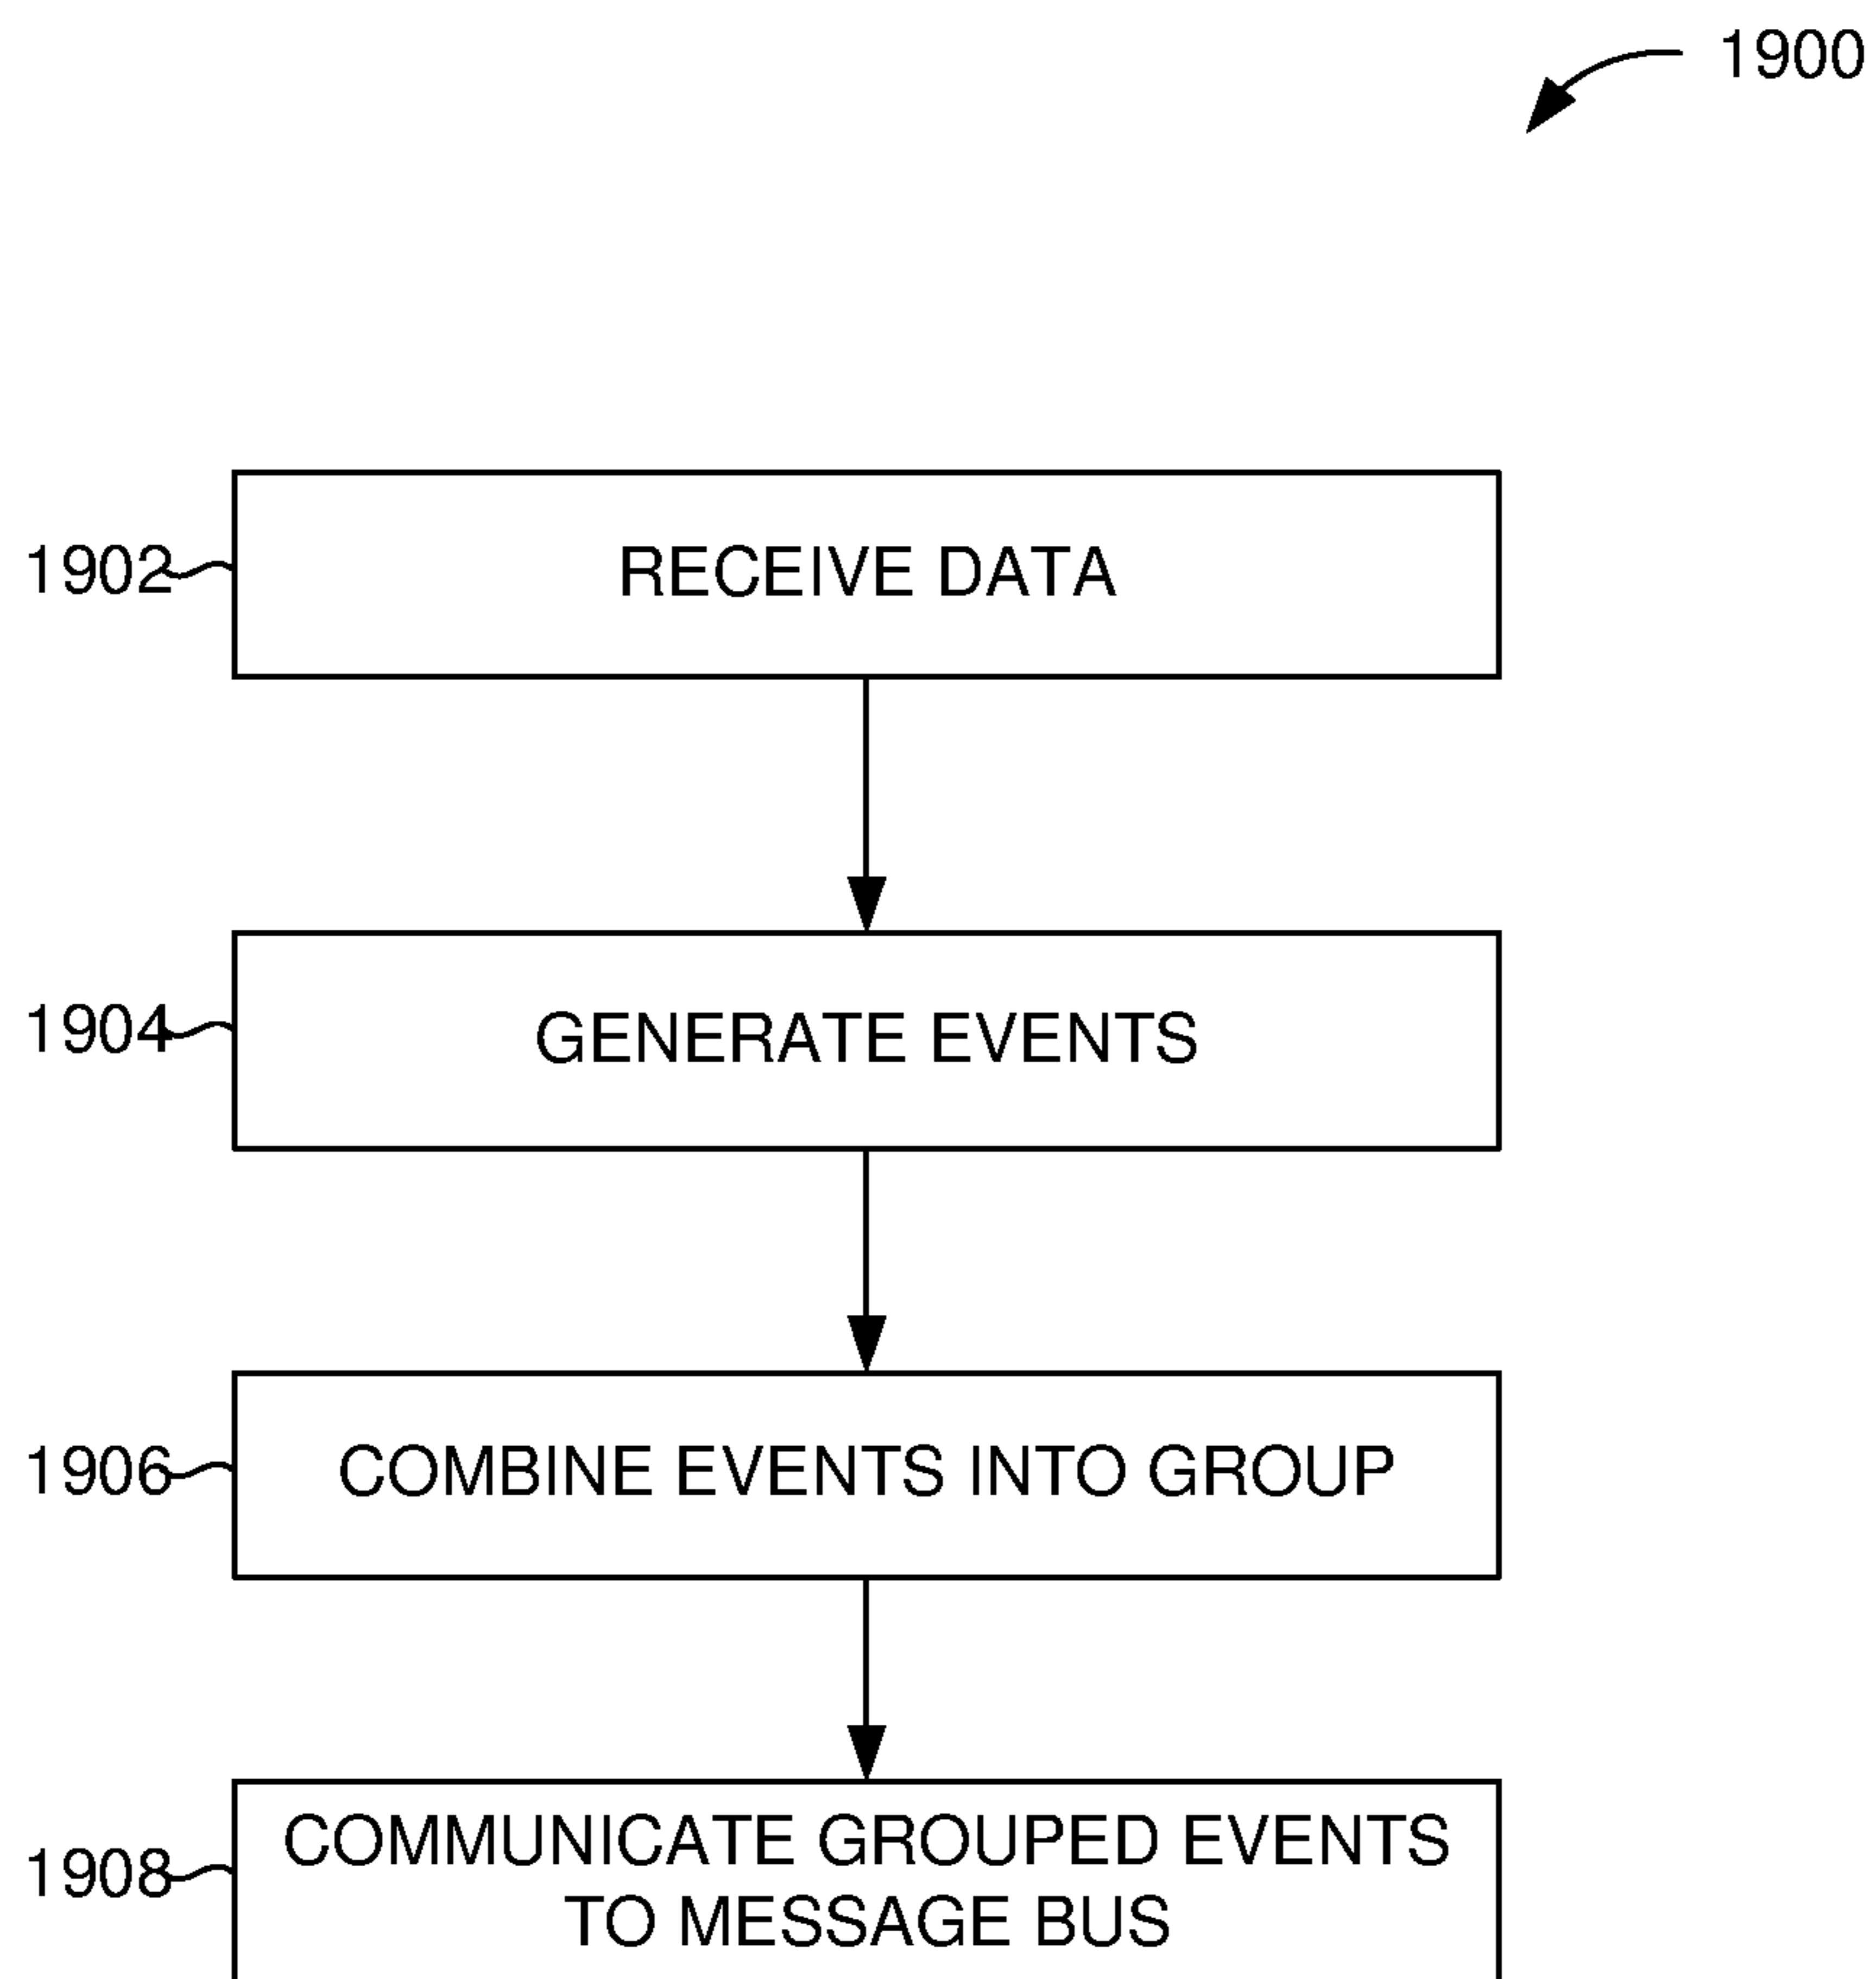 1900
1902
RECEIVE DATA
1904
GENERATE EVENTS
1906
COMBINE EVENTS INTO GROUP
1908
COMMUNICATE GROUPED EVENTS
TO MESSAGE BUS